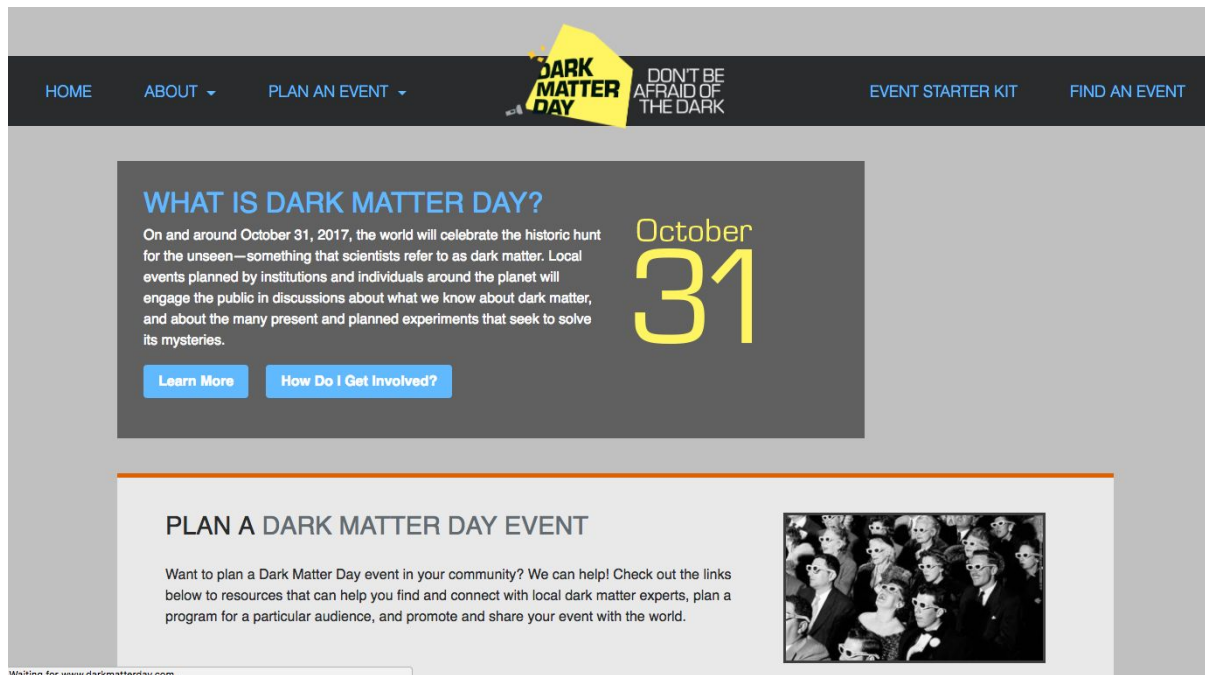 HOME
ABOUT
PLAN AN EVENT
DARK
MATTER
DAY
DON'T BE
AFRAID OF
THE DARK
EVENT STARTER KIT
FIND AN EVENT
WHAT IS DARK MATTER DAY?
On and around October 31, 2017, the world will celebrate the historic hunt
for the unseen—something that scientists refer to as dark matter. Local
events planned by institutions and individuals around the planet will
engage the public in discussions about what we know about dark matter,
and about the many present and planned experiments that seek to solve
its mysteries.
October
31
Learn More
How Do I Get Involved?
PLAN A DARK MATTER DAY EVENT
Want to plan a Dark Matter Day event in your community? We can help! Check out the links
below to resources that can help you find and connect with local dark matter experts, plan a
program for a particular audience, and promote and share your event with the world.
Waiting for www.darkmatterday.com